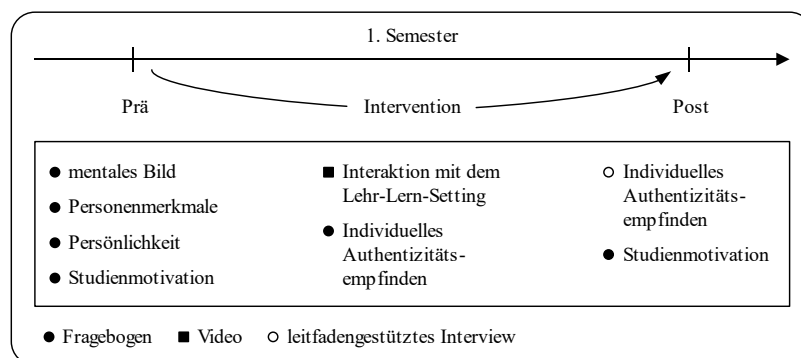 1. Semester
Prä
Intervention
Post
mentales Bild
Personenmerkmale
Persönlichkeit
Studienmotivation
Interaktion mit dem
Lehr-Lern-Setting
Individuelles
Authentizitäts-
empfinden
Individuelles
Authentizitäts-
empfinden
Studienmotivation
Fragebogen
Video
leitfadengestütztes Interview